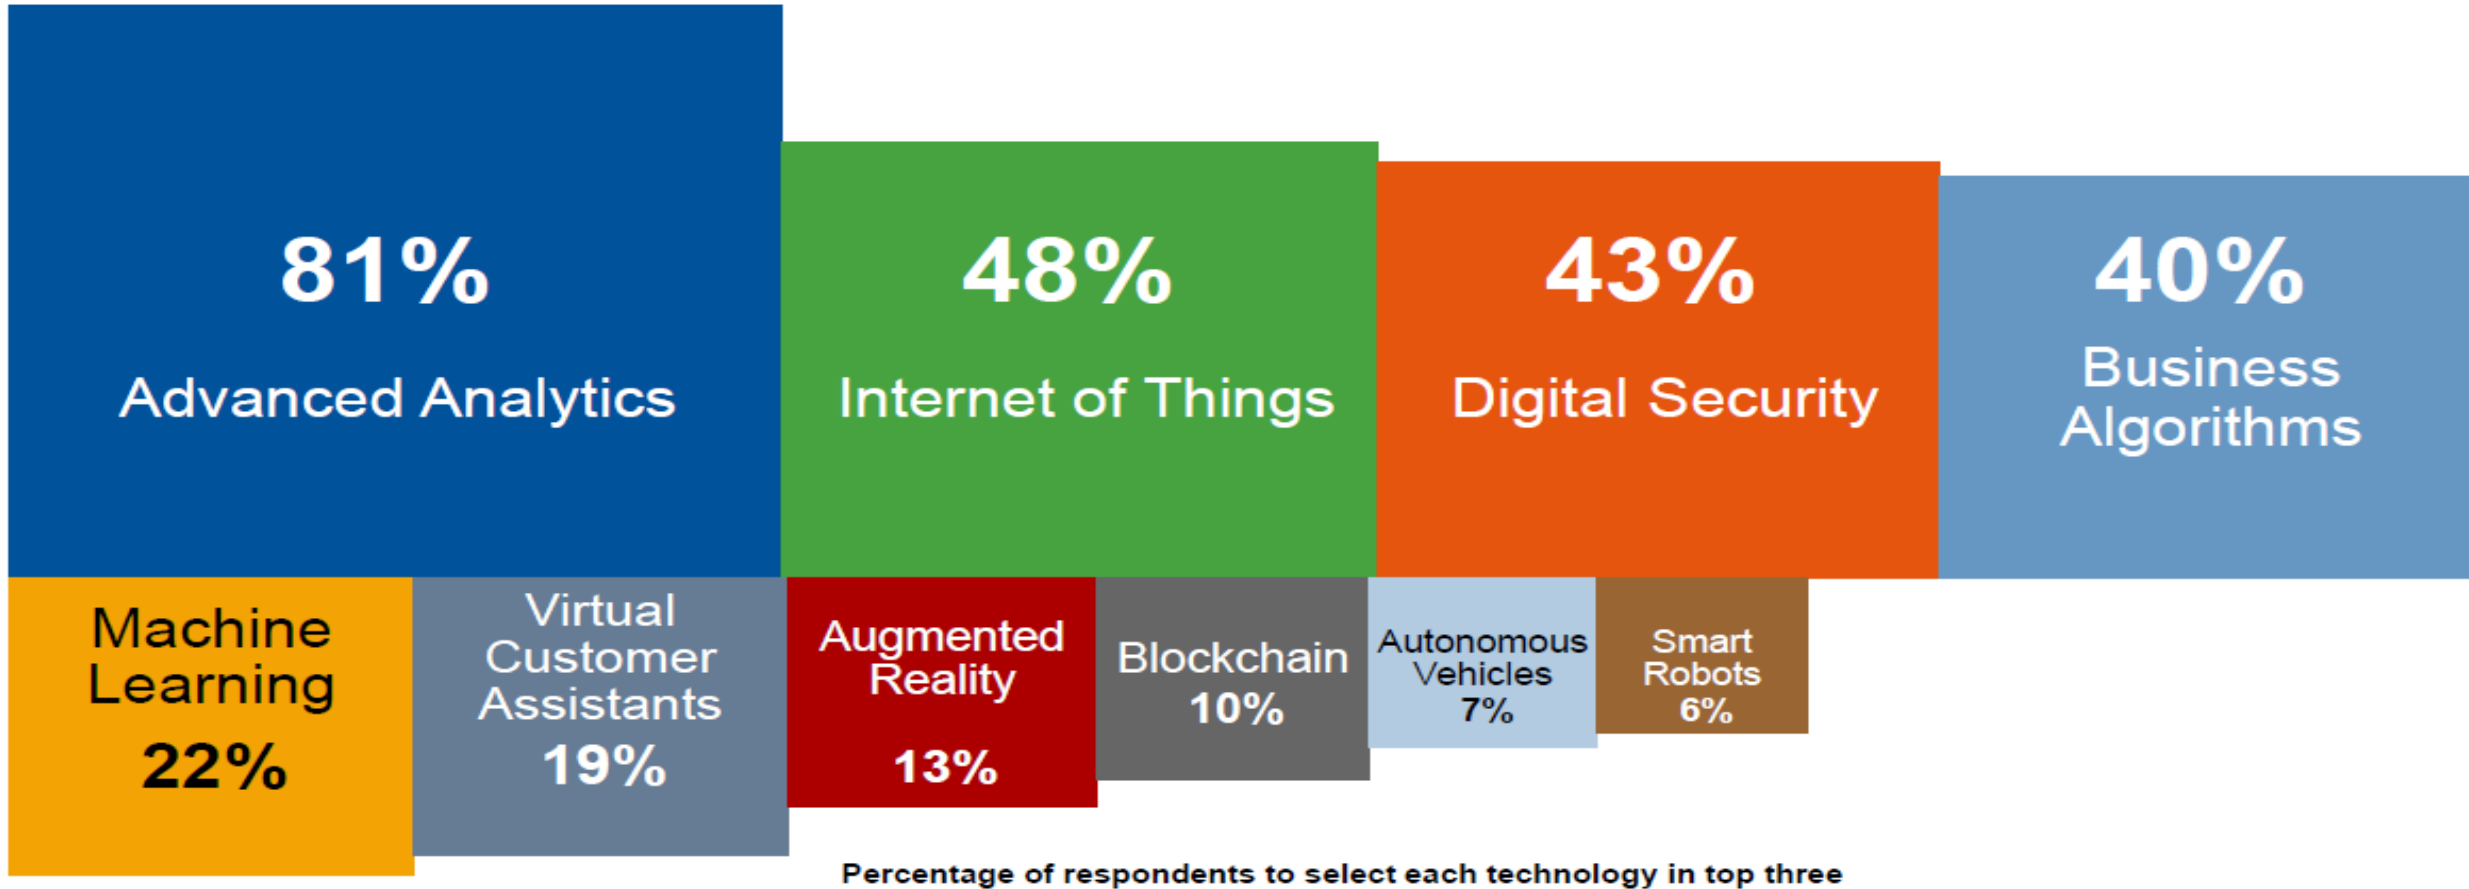 81%
Advanced Analytics
48%
Internet of Things
43%
Digital Security
40%
Business
Algorithms
Machine
Learning
22%
Virtual
Customer
Assistants
19%
Augmented
Reality
13%
Blockchain
10%
Autonomous
Vehicles
7%
Smart
Robots
6%
Percentage of respondents to select each technology in top three